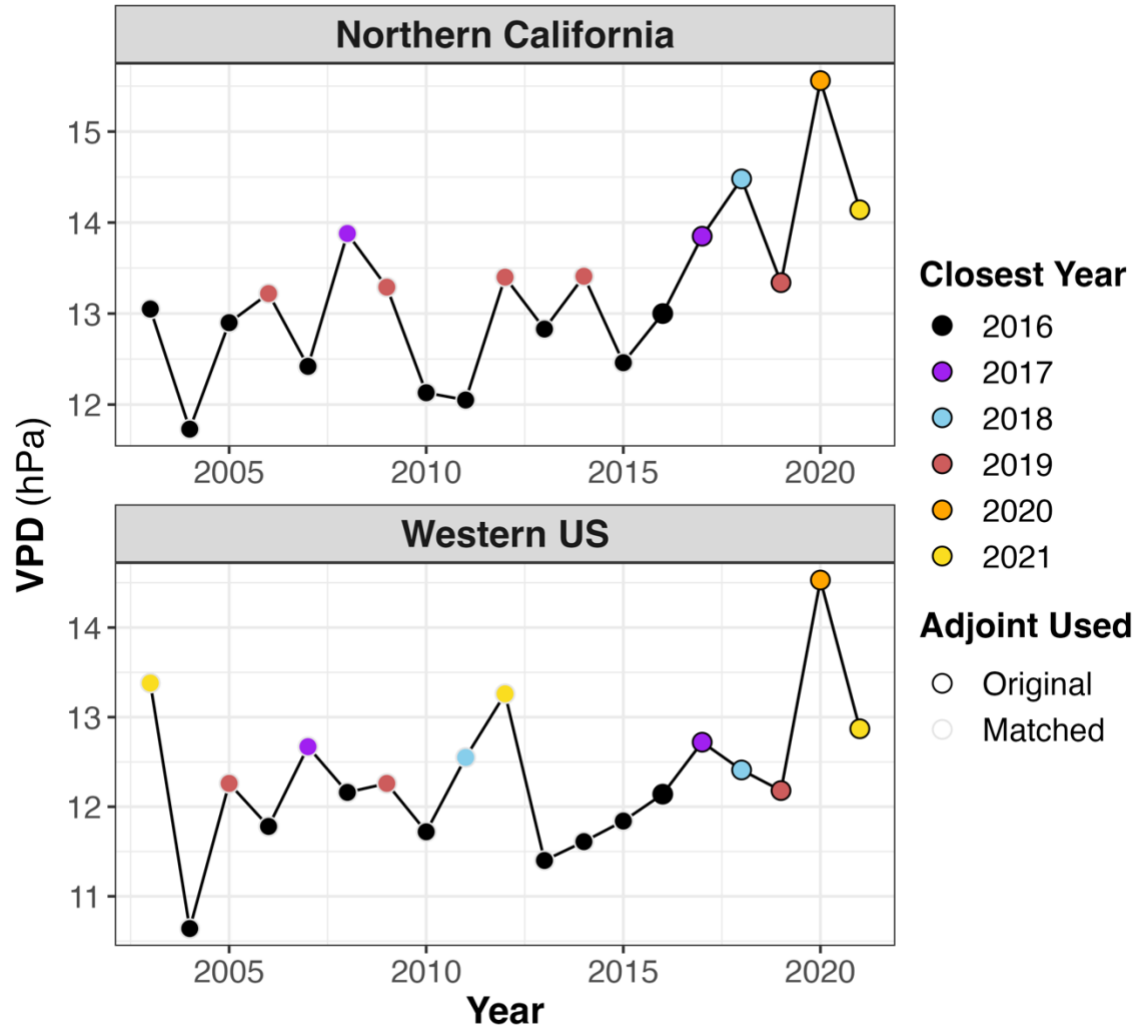 Northern California
15
14
13
12
2005 2010 2015 2020
VPD (hPa)
Western US
14
13
12
11
2005 2010 2015 2020
Year
Closest Year
2016
2017
2018
2019
2020
2021
Adjoint Used
Original
Matched